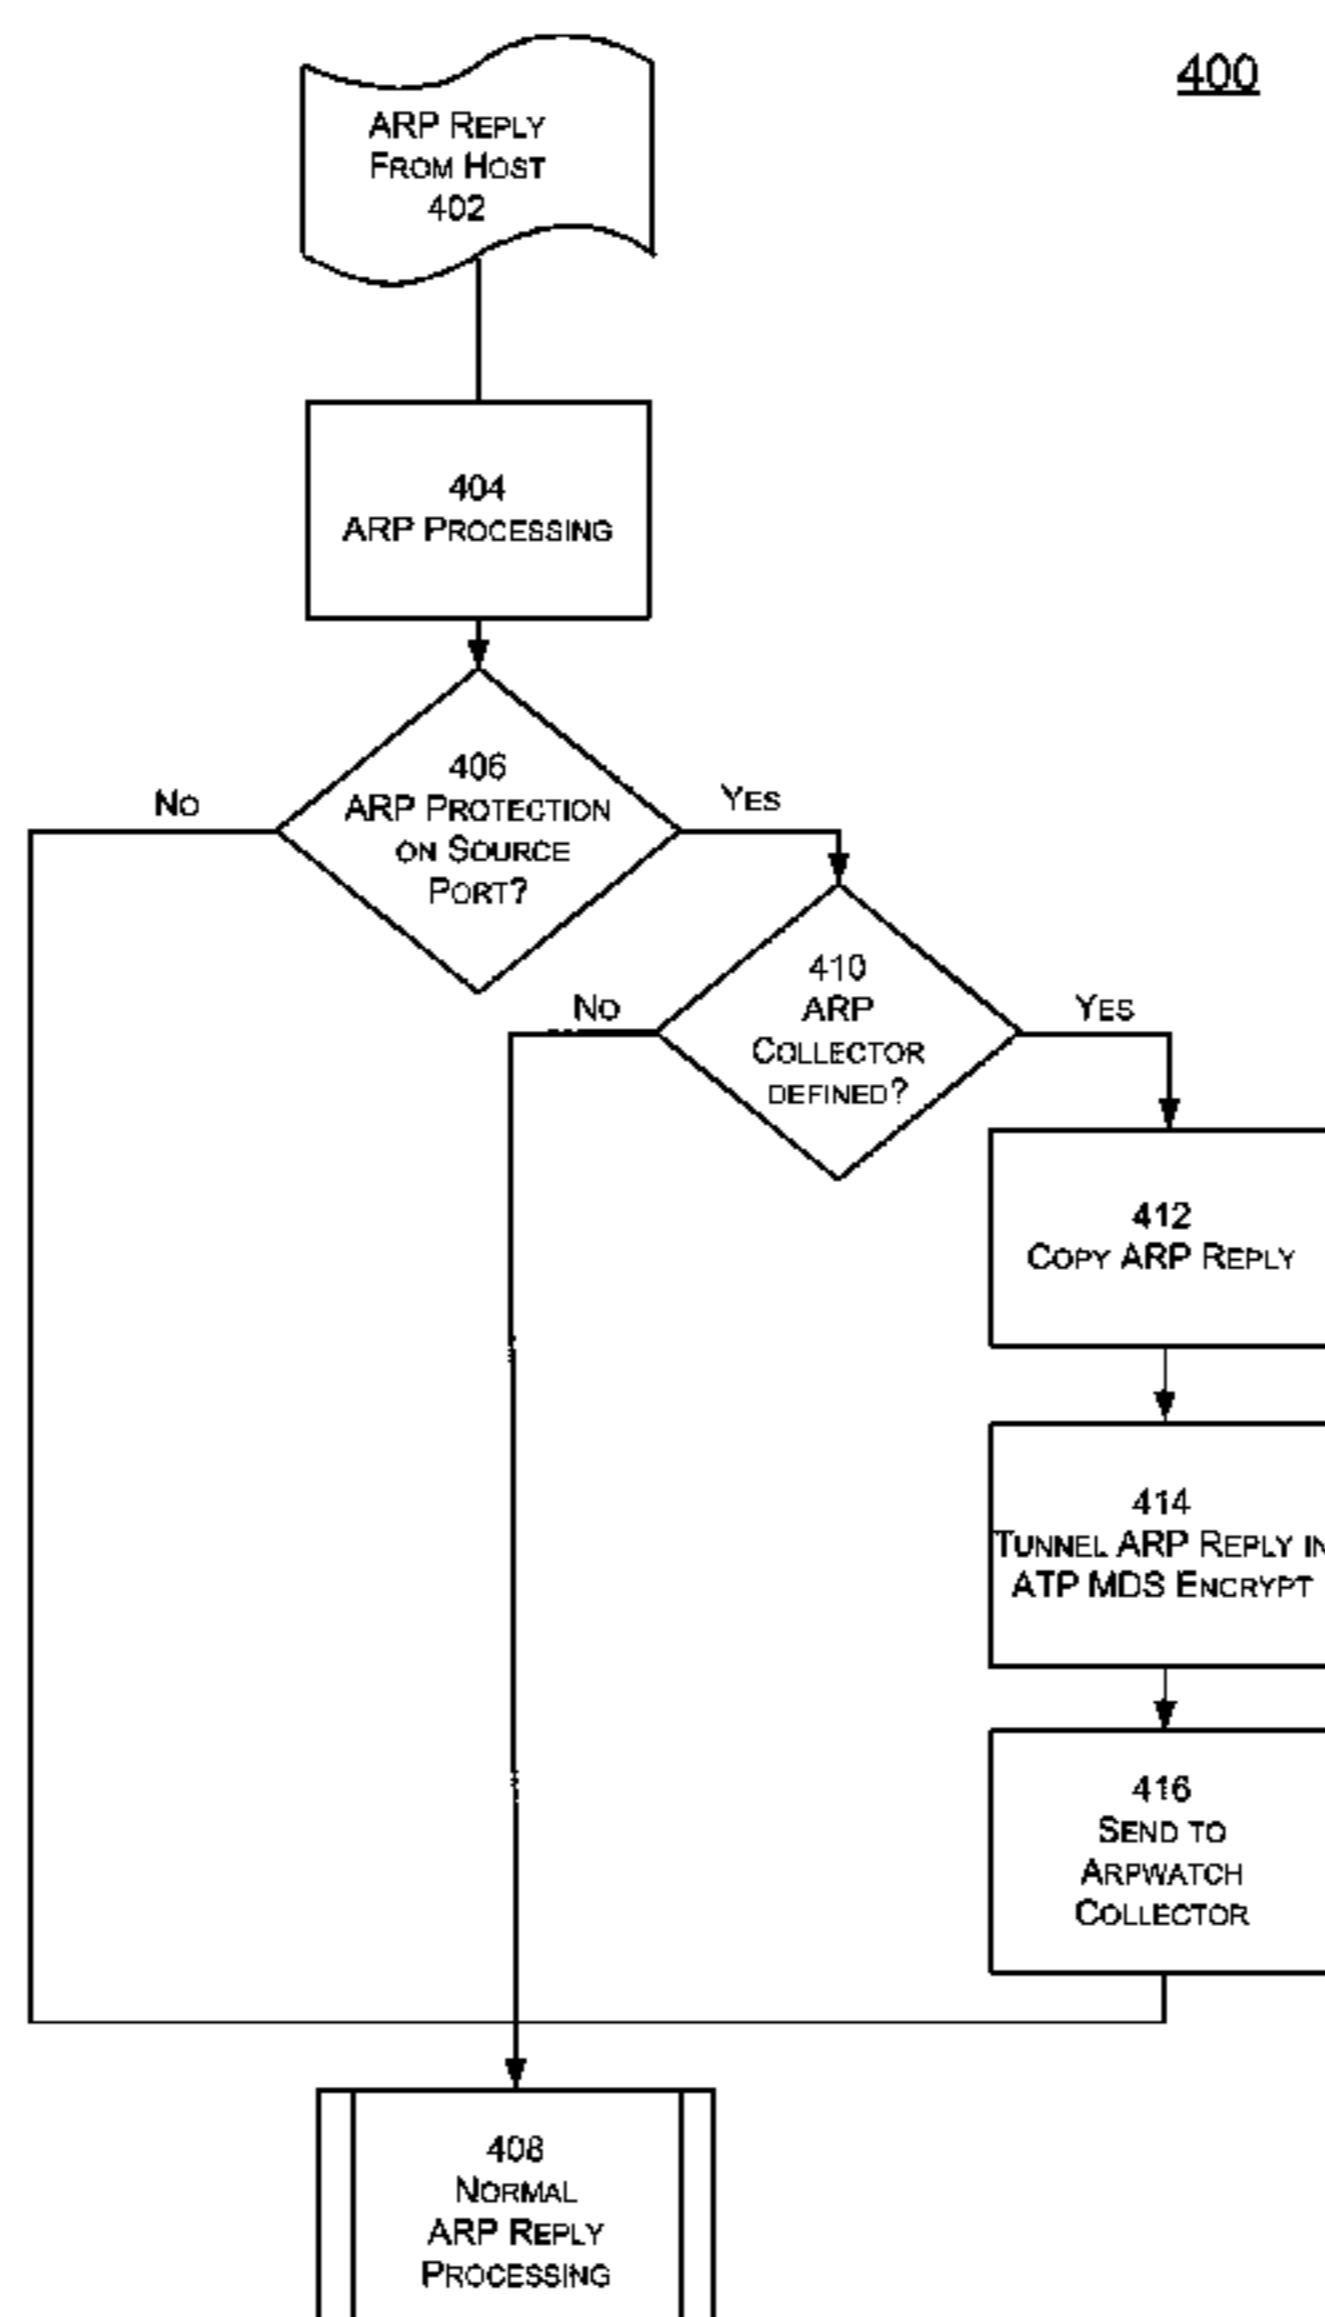 400
ARP REPLY
FROM HOST
402
404
ARP PROCESSING
406
ARP PROTECTION
ON SOURCE
PORT?
NO
YES
410
ARP
COLLECTOR
DEFINED?
NO
YES
412
COPY ARP REPLY
414
TUNNEL ARP REPLY IN
ATP MDS ENCRYPT
416
SEND TO
ARPWATCH
COLLECTOR
408
NORMAL
ARP REPLY
PROCESSING